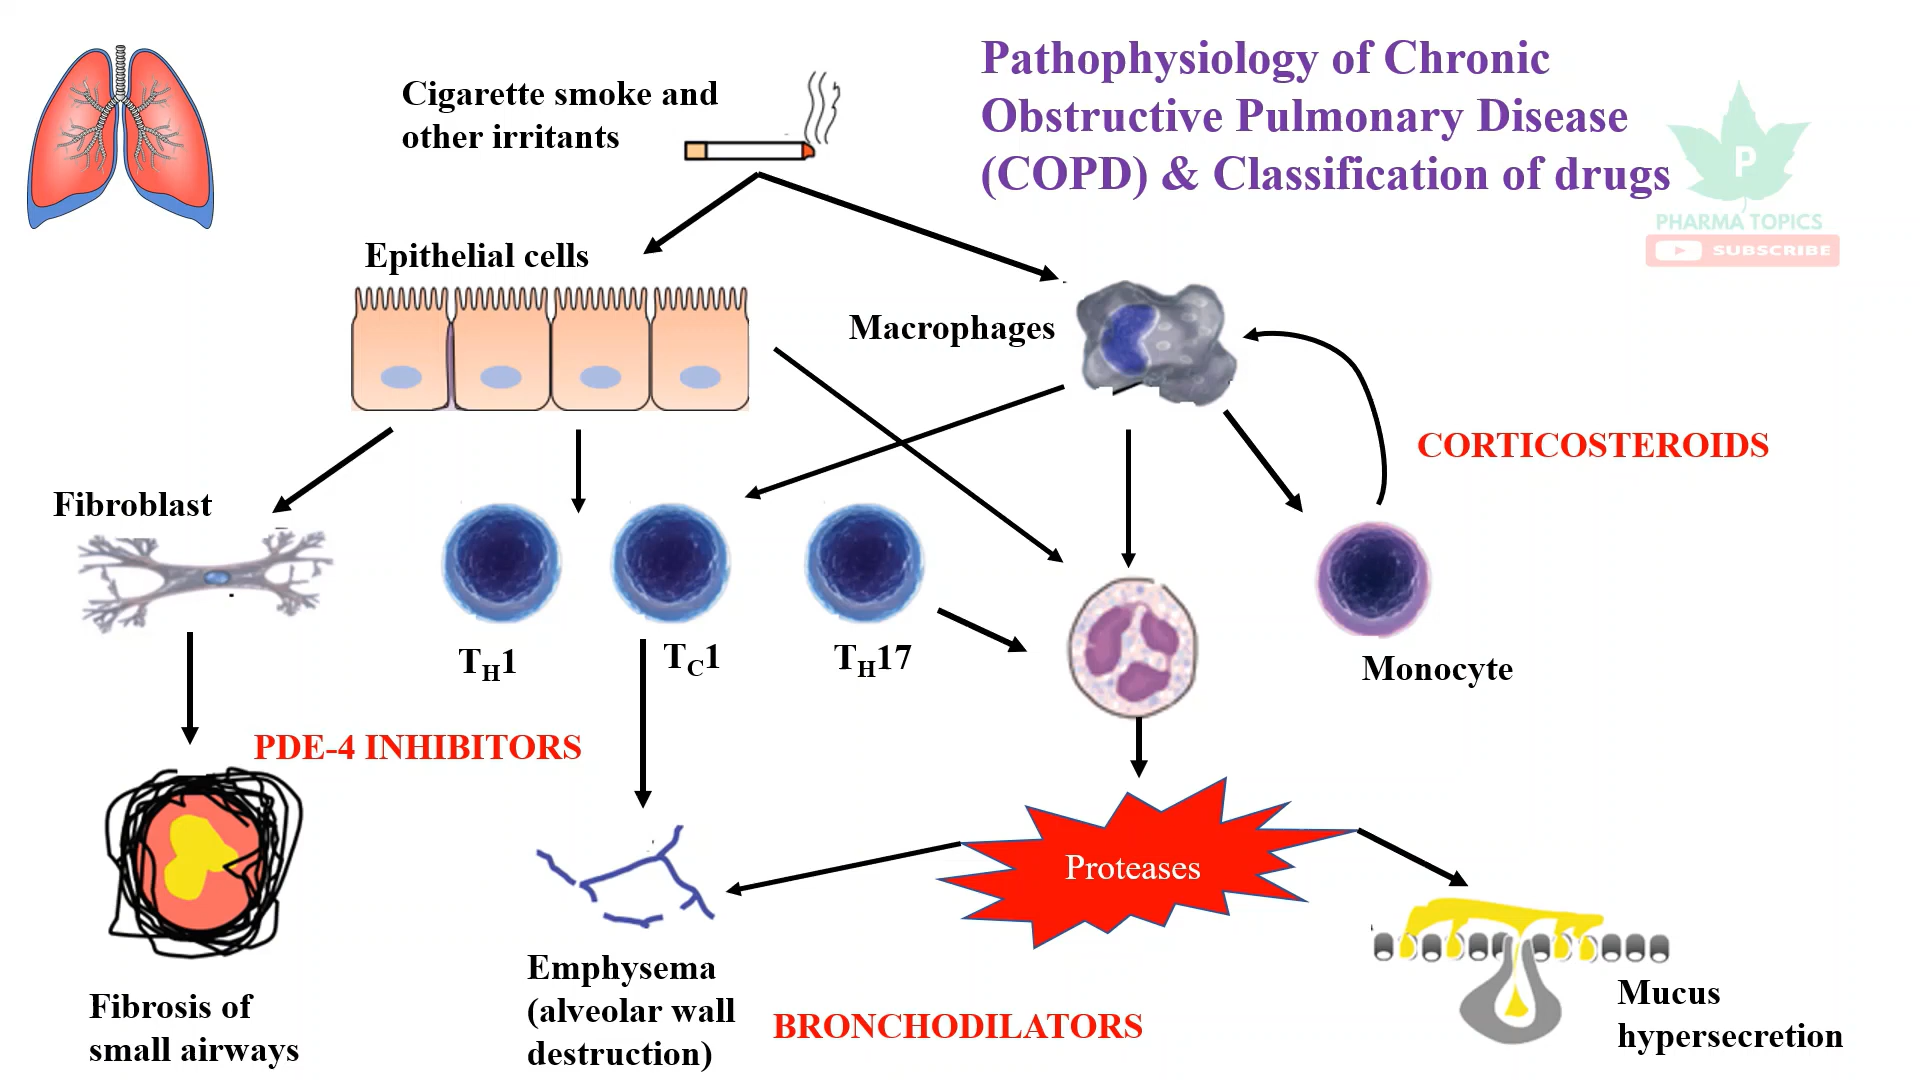 Pathophysiology of Chronic
Obstructive Pulmonary Disease
(COPD) & Classification of drugs
P
PHARMA TOPICS
SUBSCRIBE
Cigarette smoke and
other irritants
Epithelial cells
Macrophages
CORTICOSTEROIDS
Fibroblast
TH1
TC1
TH17
Monocyte
PDE-4 INHIBITORS
Proteases
Emphysema
(alveolar wall
destruction)
BRONCHODILATORS
Fibrosis of
small airways
Mucus
hypersecretion